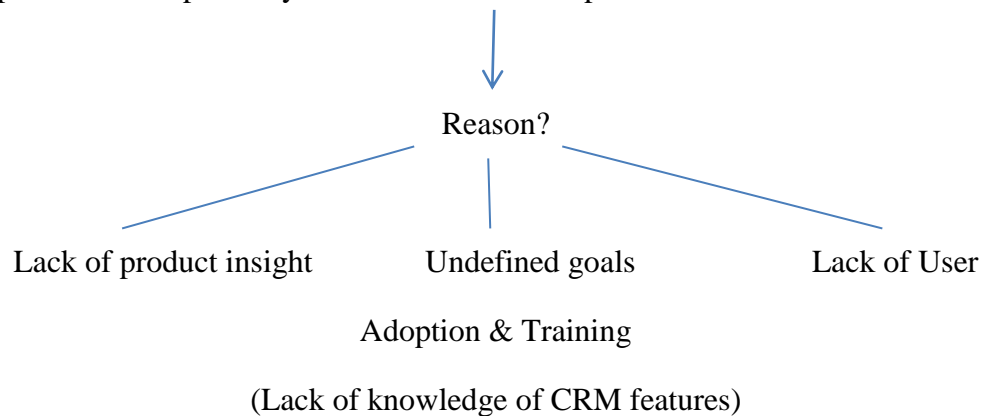 Reason?
Lack of product insight Undefined goals Lack of User
Adoption & Training
(Lack of knowledge of CRM features)